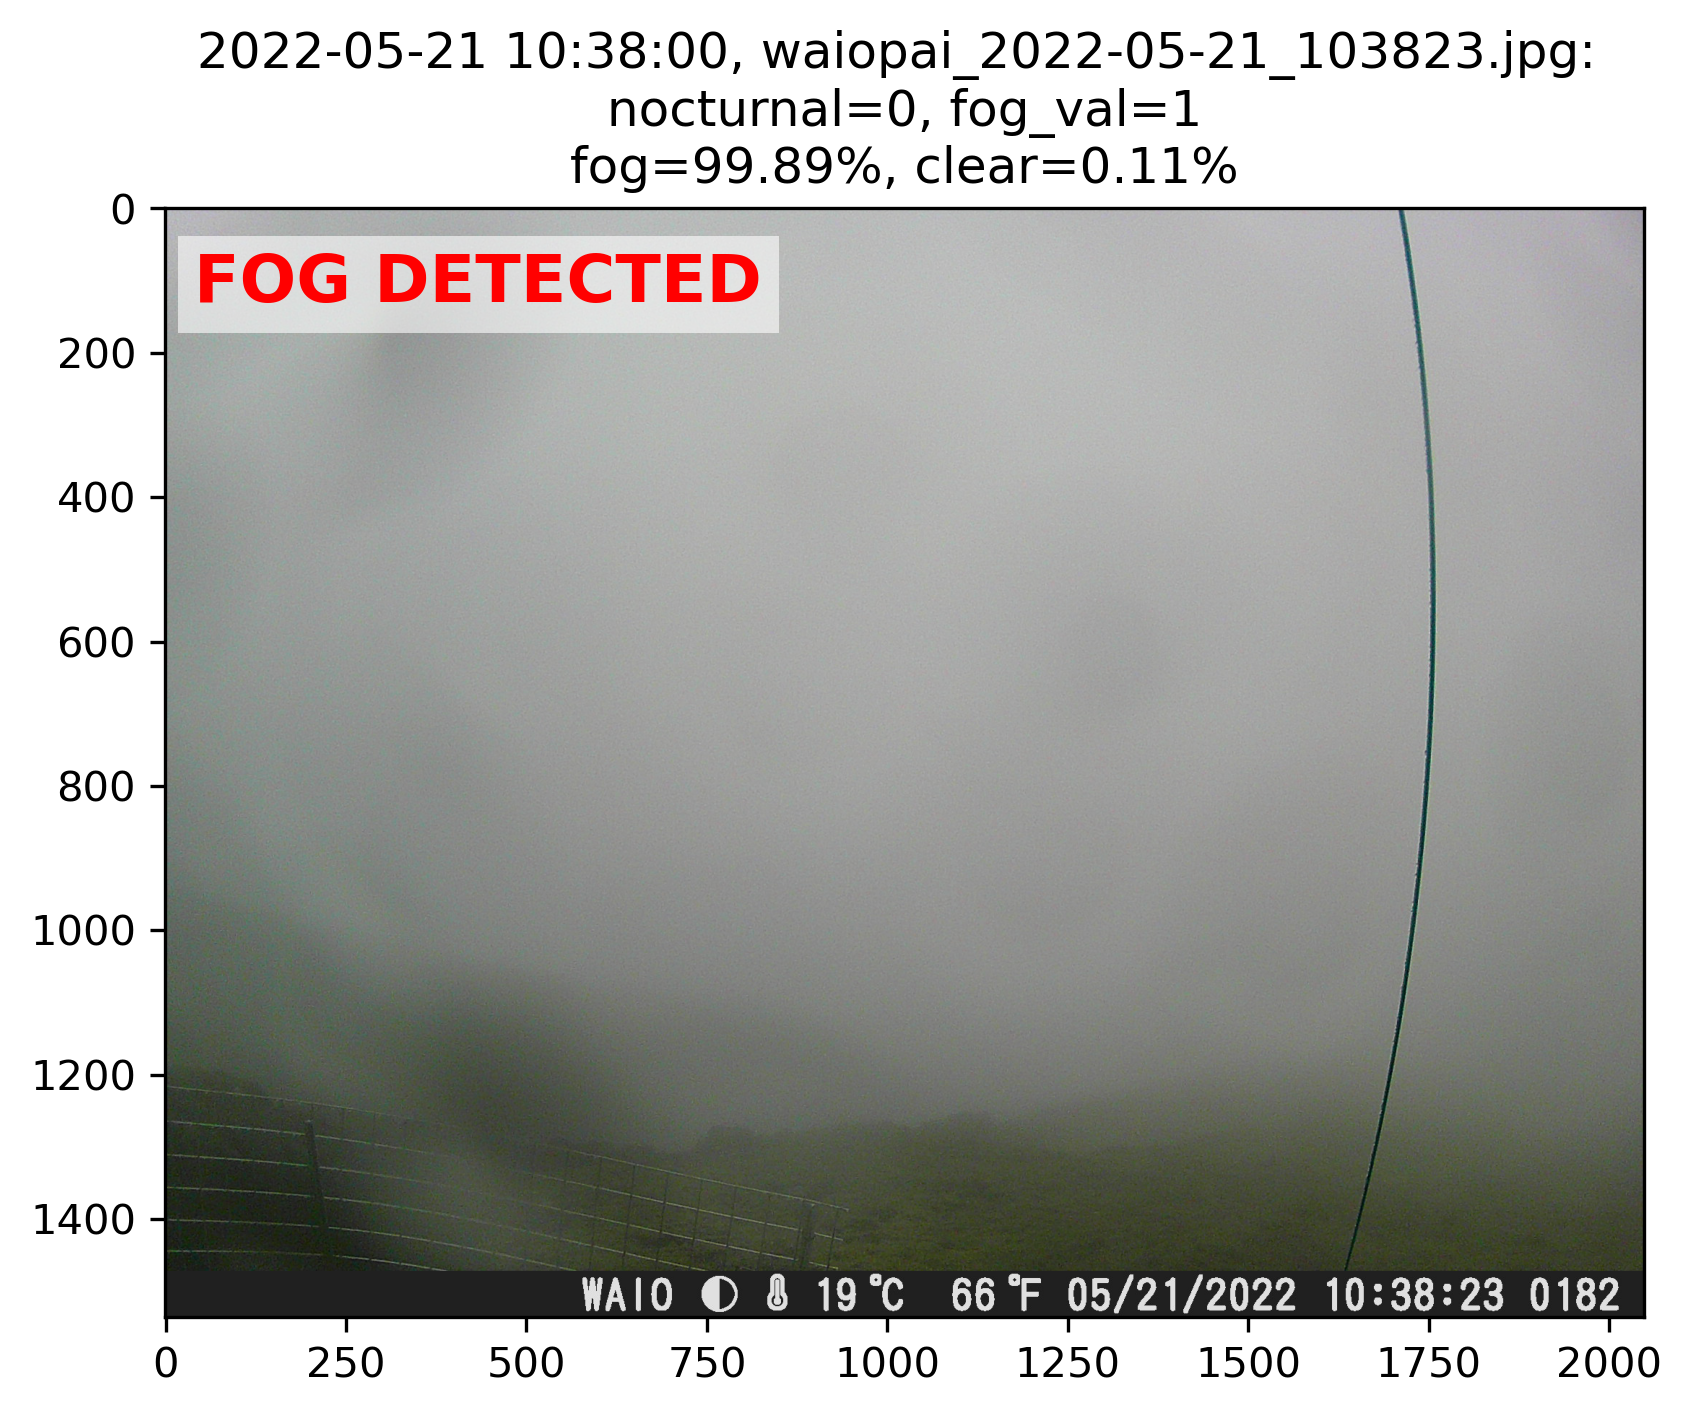 2022-05-21 10:38:00, waiopai_2022-05-21_103823.jpg:
nocturnal=0, fog_val=1
fog=99.89%, clear=0.11%
FOG DETECTED
0
200
400
600
800
1000
1200
1400
WAIO 19°C 66°F 05/21/2022 10:38:23 0182
0 250 500 750 1000 1250 1500 1750 2000